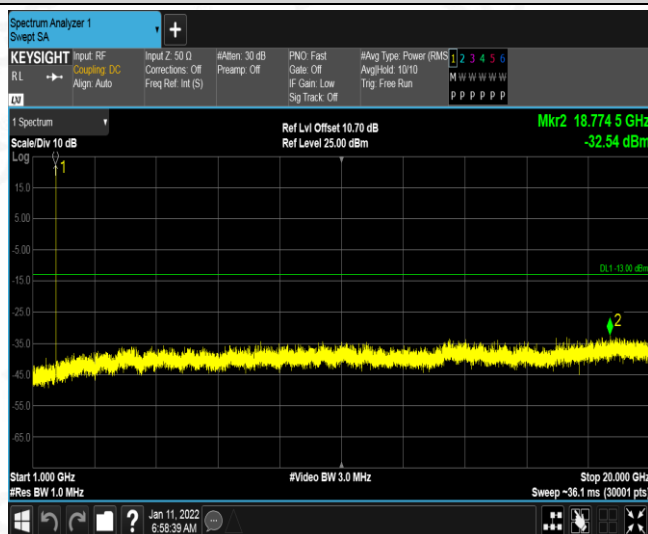 Spectrum Analyzer 1
Swept SA
+
KEYSIGHT
RL
LXI
Input: RF
Coupling: DC
Align: Auto
Input Z: 50 Ω
Corrections: Off
Freq Ref: Int (S)
#Atten: 30 dB
Preamp: Off
PNO: Fast
Gate: Off
IF Gain: Low
Sig Track: Off
#Avg Type: Power (RMS
Avg|Hold: 10/10
Trig: Free Run
1 2 3 4 5 6
M W W W W W
P P P P P P
1 Spectrum
Scale/Div 10 dB
Ref Lvl Offset 10.70 dB
Ref Level 25.00 dBm
Mkr2 18.774 5 GHz
-32.54 dBm
Log
1
15.0
5.00
-5.00
DL1 -13.00 dBm
-15.0
-25.0
2
-35.0
-45.0
-55.0
-65.0
Start 1.000 GHz
#Res BW 1.0 MHz
#Video BW 3.0 MHz
Stop 20.000 GHz
Sweep ~36.1 ms (30001 pts)
?
Jan 11, 2022
6:58:39 AM